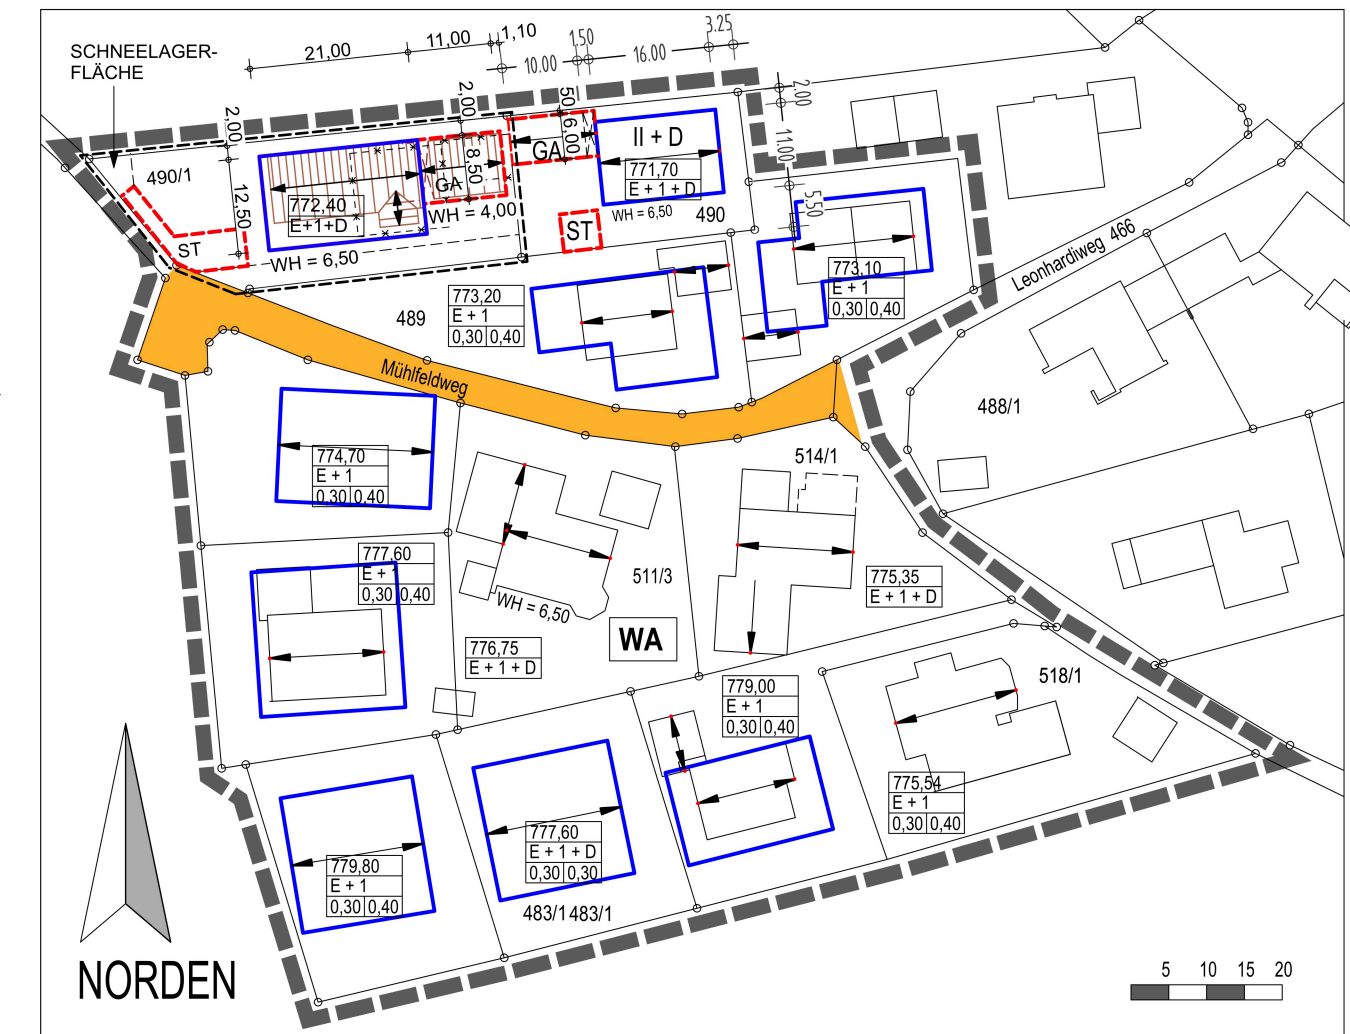 SCHNEELAGER-
FLÄCHE
21,00
11,00
1,10
1.50
10.00
16.00
3.25
2,00
2,00
50
6,00
2.00
11.00
5.50
490/1
12,50
8,50
GA
GA
II + D
771,70
E + 1 + D
WH = 6,50
490
772,40
E+1+D
WH = 4,00
ST
ST
WH = 6,50
773,10
E + 1
0,30 0,40
Leonhardiweg 466
773,20
E + 1
0,30 0,40
489
Mühlfeldweg
488/1
774,70
E + 1
0,30 0,40
514/1
777,60
E + 1
0,30 0,40
511/3
775,35
E + 1 + D
WH = 6,50
WA
776,75
E + 1 + D
779,00
E + 1
0,30 0,40
518/1
775,54
E + 1
0,30 0,40
777,60
E + 1 + D
0,30 0,30
779,80
E + 1
0,30 0,40
483/1 483/1
NORDEN
5 10 15 20